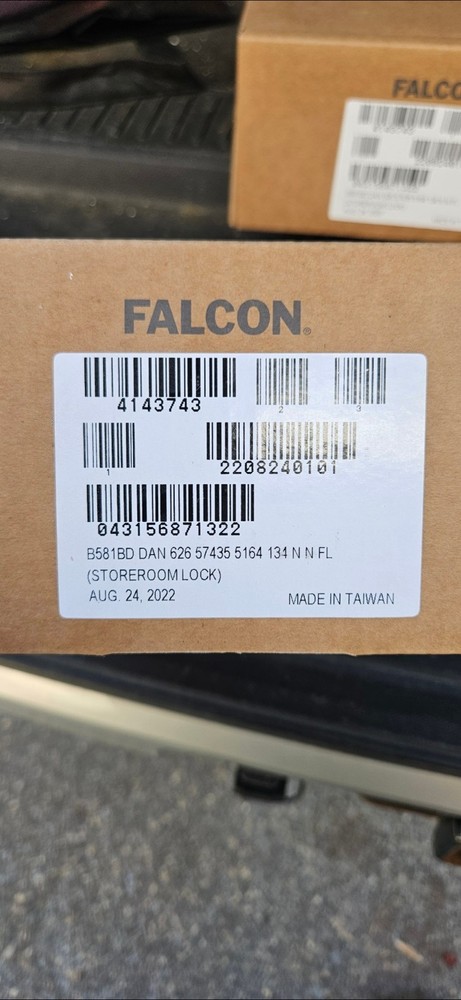 FALCO
FALCON®
4143743
2
3
1
2208240101
043156871322
B581BD DAN 626 57435 5164 134 N N FL
(STOREROOM LOCK)
AUG. 24, 2022
MADE IN TAIWAN